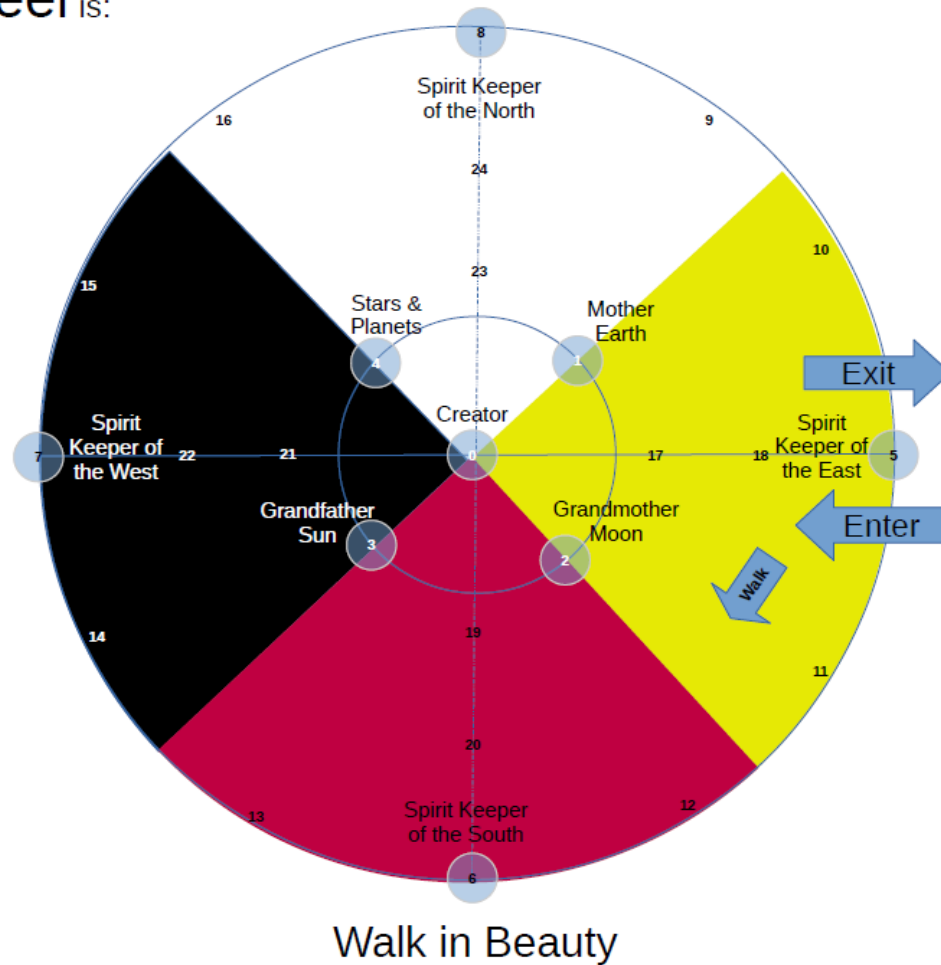 eel is:
8
Spirit Keeper
of the North
16
9
24
10
23
15
Stars &
Planets
Mother
Earth
4
1
Exit
Creator
Spirit
Keeper of
the West
Spirit
Keeper of
the East
7
22
21
0
17
18
5
Grandfather
Sun
Grandmother
Moon
Enter
3
2
Walk
19
14
11
20
13
12
Spirit Keeper
of the South
6
Walk in Beauty